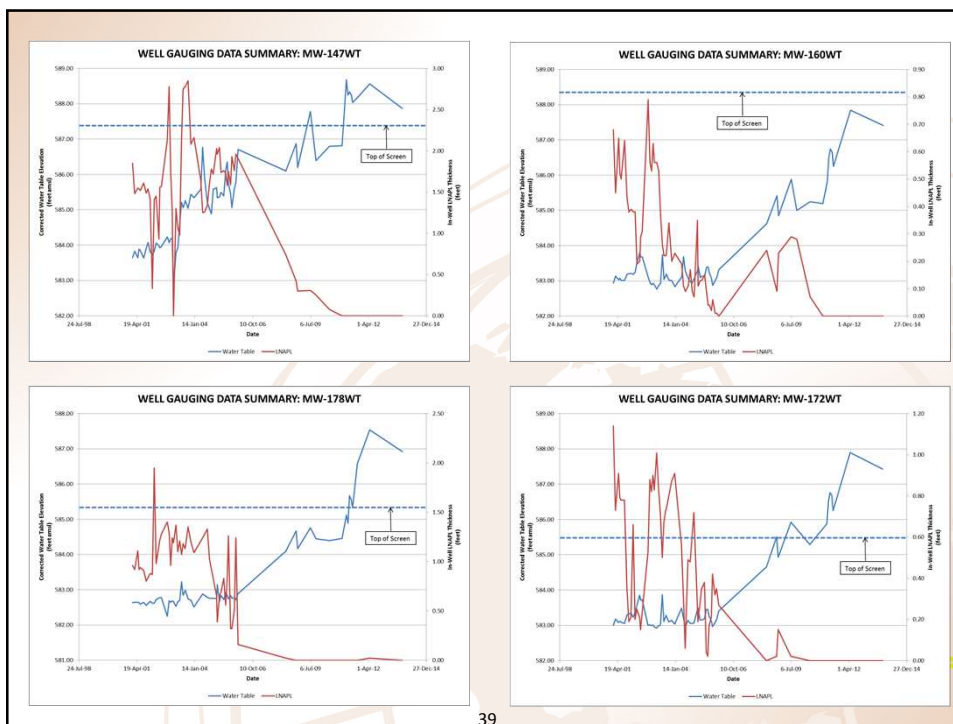 WELL GAUGING DATA SUMMARY: MW-147WT
Corrected Water Table Elevation
(feet amsl)
589.00
588.00
587.00
586.00
585.00
584.00
583.00
582.00
3.00
2.50
2.00
1.50
1.00
0.50
0.00
In-Well LNAPL Thickness
(feet)
Top of Screen
24-Jul-98 19-Apr-01 14-Jan-04 10-Oct-06 6-Jul-09 1-Apr-12 27-Dec-14
Date
Water Table LNAPL
WELL GAUGING DATA SUMMARY: MW-160WT
Corrected Water Table Elevation
(feet amsl)
589.00
588.00
587.00
586.00
585.00
584.00
583.00
582.00
0.90
0.80
0.70
0.60
0.50
0.40
0.30
0.20
0.10
0.00
In-Well LNAPL Thickness
(feet)
Top of Screen
24-Jul-98 19-Apr-01 14-Jan-04 10-Oct-06 6-Jul-09 1-Apr-12 27-Dec-14
Date
Water Table LNAPL
WELL GAUGING DATA SUMMARY: MW-178WT
Corrected Water Table Elevation
(feet amsl)
588.00
587.00
586.00
585.00
584.00
583.00
582.00
581.00
2.50
2.00
1.50
1.00
0.50
0.00
In-Well LNAPL Thickness
(feet)
Top of Screen
24-Jul-98 19-Apr-01 14-Jan-04 10-Oct-06 6-Jul-09 1-Apr-12 27-Dec-14
Date
Water Table LNAPL
WELL GAUGING DATA SUMMARY: MW-172WT
Corrected Water Table Elevation
(feet amsl)
589.00
588.00
587.00
586.00
585.00
584.00
583.00
582.00
1.20
1.00
0.80
0.60
0.40
0.20
0.00
In-Well LNAPL Thickness
(feet)
Top of Screen
24-Jul-98 19-Apr-01 14-Jan-04 10-Oct-06 6-Jul-09 1-Apr-12 27-Dec-14
Date
Water Table LNAPL
39